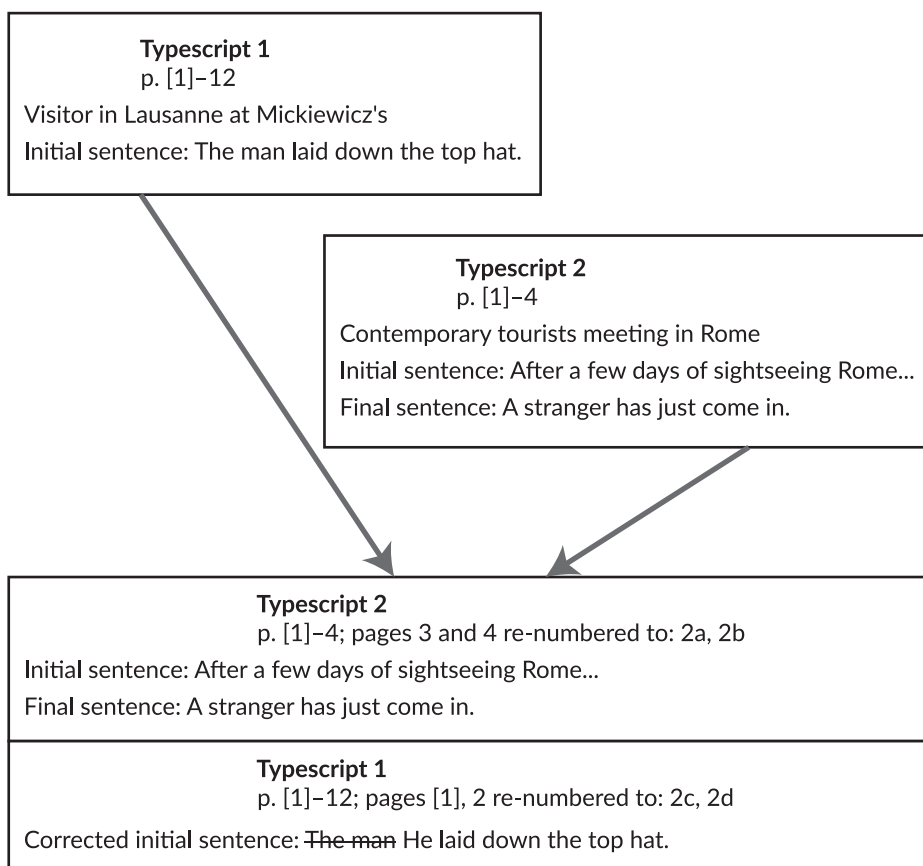 Typescript 1
p. [1]–12
Visitor in Lausanne at Mickiewicz's
Initial sentence: The man laid down the top hat.
Typescript 2
p. [1]–4
Contemporary tourists meeting in Rome
Initial sentence: After a few days of sightseeing Rome...
Final sentence: A stranger has just come in.
Typescript 2
p. [1]–4; pages 3 and 4 re-numbered to: 2a, 2b
Initial sentence: After a few days of sightseeing Rome...
Final sentence: A stranger has just come in.
Typescript 1
p. [1]–12; pages [1], 2 re-numbered to: 2c, 2d
Corrected initial sentence: The man He laid down the top hat.